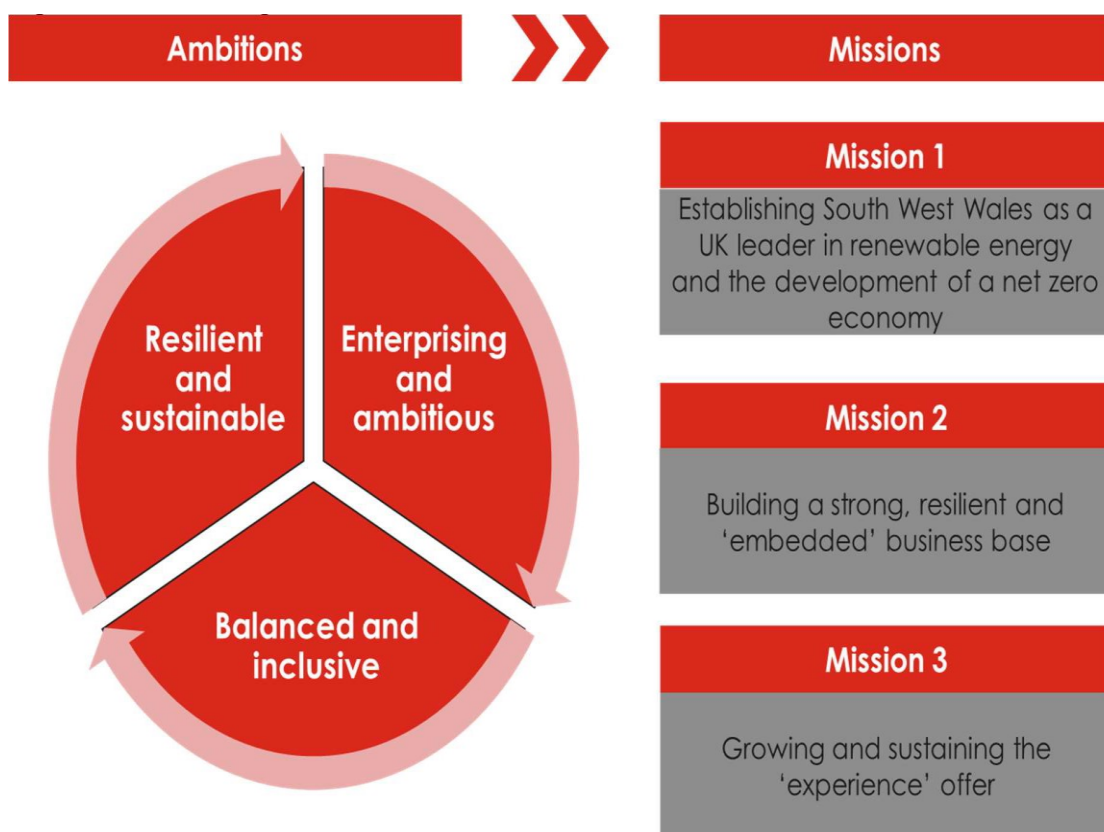 Ambitions
Missions
Resilient
and
sustainable
Enterprising
and
ambitious
Balanced and
inclusive
Mission 1
Establishing South West Wales as a
UK leader in renewable energy
and the development of a net zero
economy
Mission 2
Building a strong, resilient and
‘embedded’ business base
Mission 3
Growing and sustaining the
‘experience’ offer